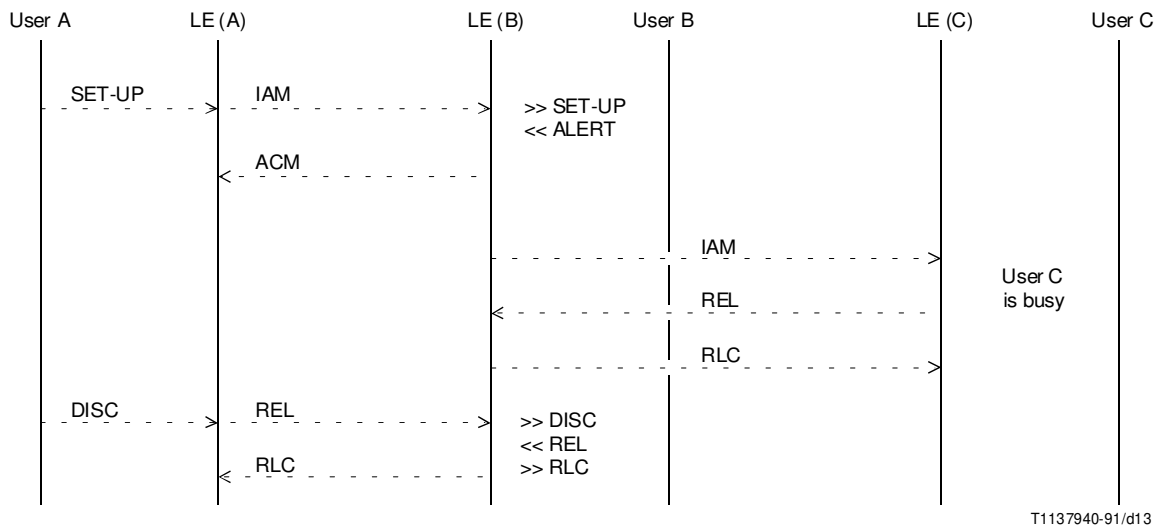 User A LE (A) LE (B) User B LE (C) User C
SET-UP IAM >> SET-UP
<< ALERT
ACM
IAM
User C
is busy
REL
RLC
DISC REL >> DISC
<< REL
RLC >> RLC
T1137940-91/d13